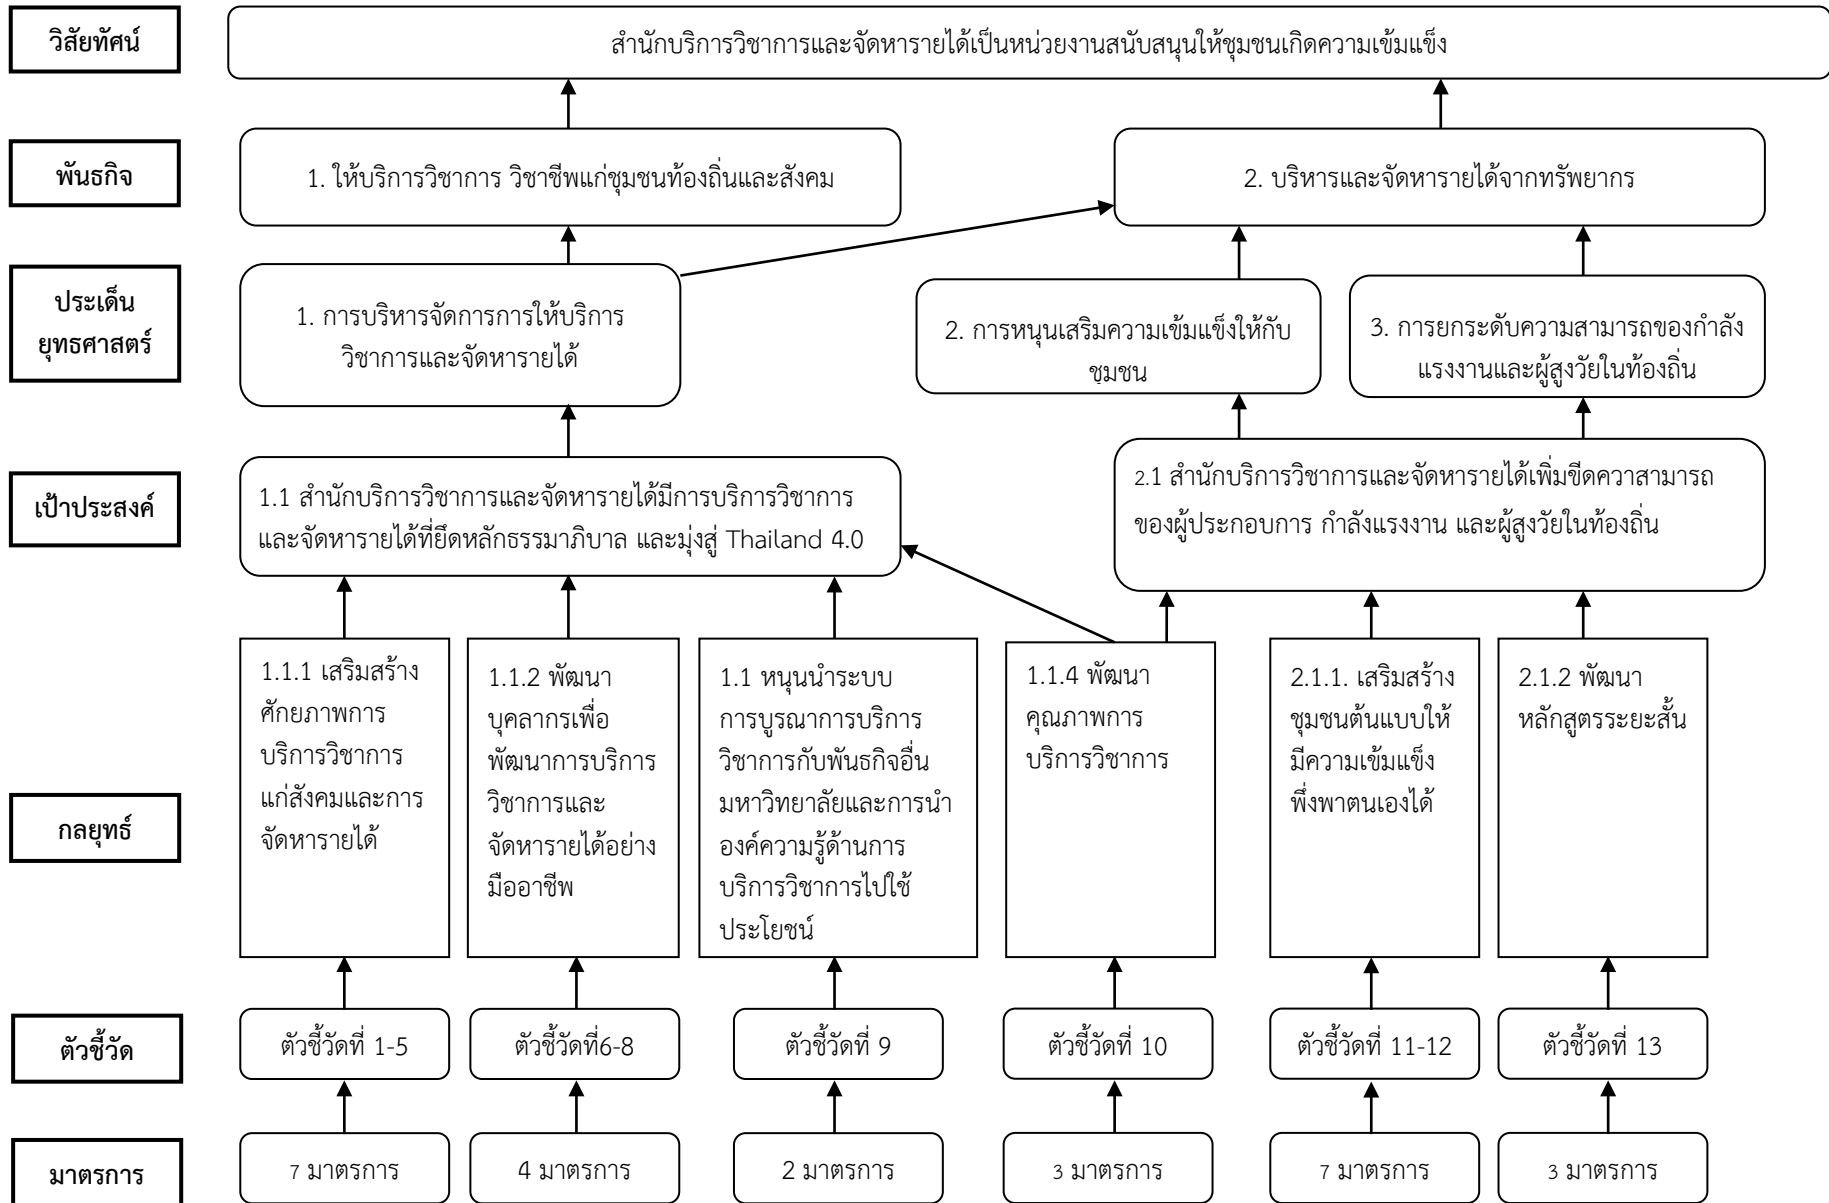 วิสัยทัศน์
สำนักบริการวิชาการและจัดหารายได้เป็นหน่วยงานสนับสนุนให้ชุมชนเกิดความเข้มแข็ง
พันธกิจ
1. ให้บริการวิชาการ วิชาชีพแก่ชุมชนท้องถิ่นและสังคม
2. บริหารและจัดหารายได้จากทรัพยากร
ประเด็น
ยุทธศาสตร์
1. การบริหารจัดการการให้บริการ
วิชาการและจัดหารายได้
2. การหนุนเสริมความเข้มแข็งให้กับ
ชุมชน
3. การยกระดับความสามารถของกำลัง
แรงงานและผู้สูงวัยในท้องถิ่น
เป้าประสงค์
1.1 สำนักบริการวิชาการและจัดหารายได้มีการบริการวิชาการ
และจัดหารายได้ที่ยึดหลักธรรมาภิบาล และมุ่งสู่ Thailand 4.0
2.1 สำนักบริการวิชาการและจัดหารายได้เพิ่มขีดควาสามารถ
ของผู้ประกอบการ กำลังแรงงาน และผู้สูงวัยในท้องถิ่น
กลยุทธ์
1.1.1 เสริมสร้าง
ศักยภาพการ
บริการวิชาการ
แก่สังคมและการ
จัดหารายได้
1.1.2 พัฒนา
บุคลากรเพื่อ
พัฒนาการบริการ
วิชาการและ
จัดหารายได้อย่าง
มืออาชีพ
1.1 หนุนนำระบบ
การบูรณาการบริการ
วิชาการกับพันธกิจอื่น
มหาวิทยาลัยและการนำ
องค์ความรู้ด้านการ
บริการวิชาการไปใช้
ประโยชน์
1.1.4 พัฒนา
คุณภาพการ
บริการวิชาการ
2.1.1. เสริมสร้าง
ชุมชนต้นแบบให้
มีความเข้มแข็ง
พึ่งพาตนเองได้
2.1.2 พัฒนา
หลักสูตรระยะสั้น
ตัวชี้วัด
ตัวชี้วัดที่ 1-5
ตัวชี้วัดที่6-8
ตัวชี้วัดที่ 9
ตัวชี้วัดที่ 10
ตัวชี้วัดที่ 11-12
ตัวชี้วัดที่ 13
มาตรการ
7 มาตรการ
4 มาตรการ
2 มาตรการ
3 มาตรการ
7 มาตรการ
3 มาตรการ